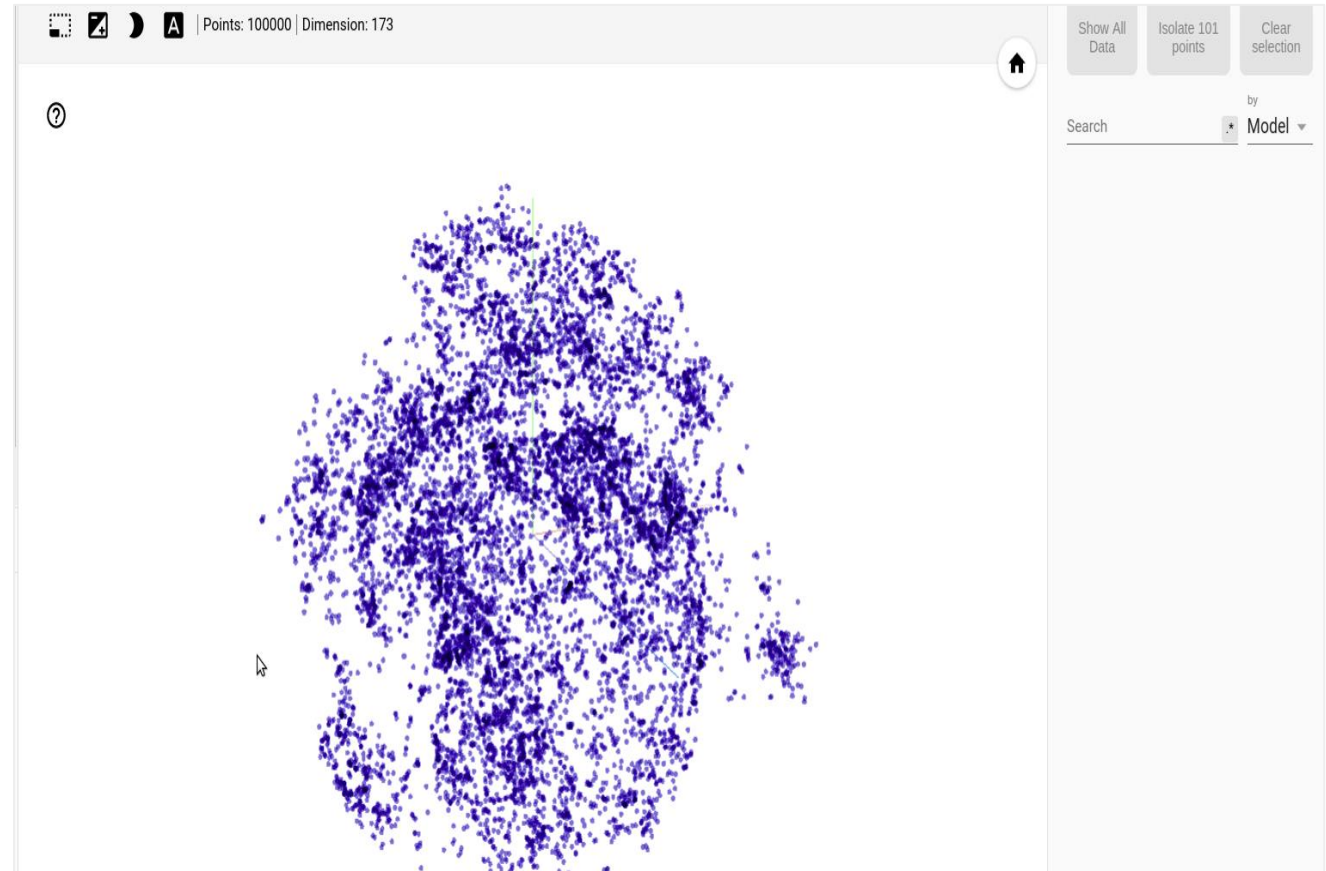 A Points: 100000 Dimension: 173
Show All
Data
Isolate 101
points
Clear
selection
?
Search
.*
by
Model